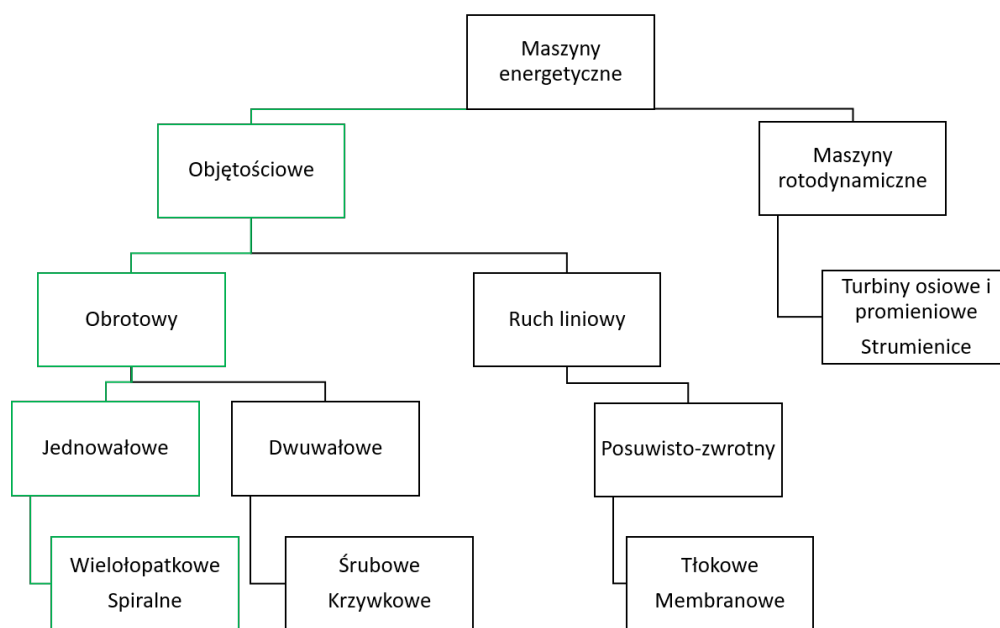 Maszyny
energetyczne
Objętościowe
Maszyny
rotodynamiczne
Obrotowy
Ruch liniowy
Turbiny osiowe i
promieniowe
Strumienice
Jednowałowe
Dwuwałowe
Posuwisto-zwrotny
Wielołopatkowe
Spiralne
Śrubowe
Krzywkowe
Tłokowe
Membranowe